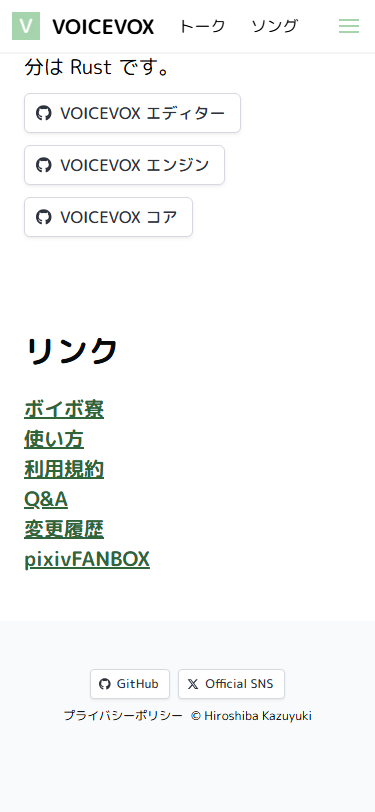 V VOICEVOX トーク ソング
分は Rust です。
VOICEVOX エディター
VOICEVOX エンジン
VOICEVOX コア
リンク
ボイボ寮
使い方
利用規約
Q&A
変更履歴
pixivFANBOX
GitHub Official SNS
プライバシーポリシー © Hiroshiba Kazuyuki